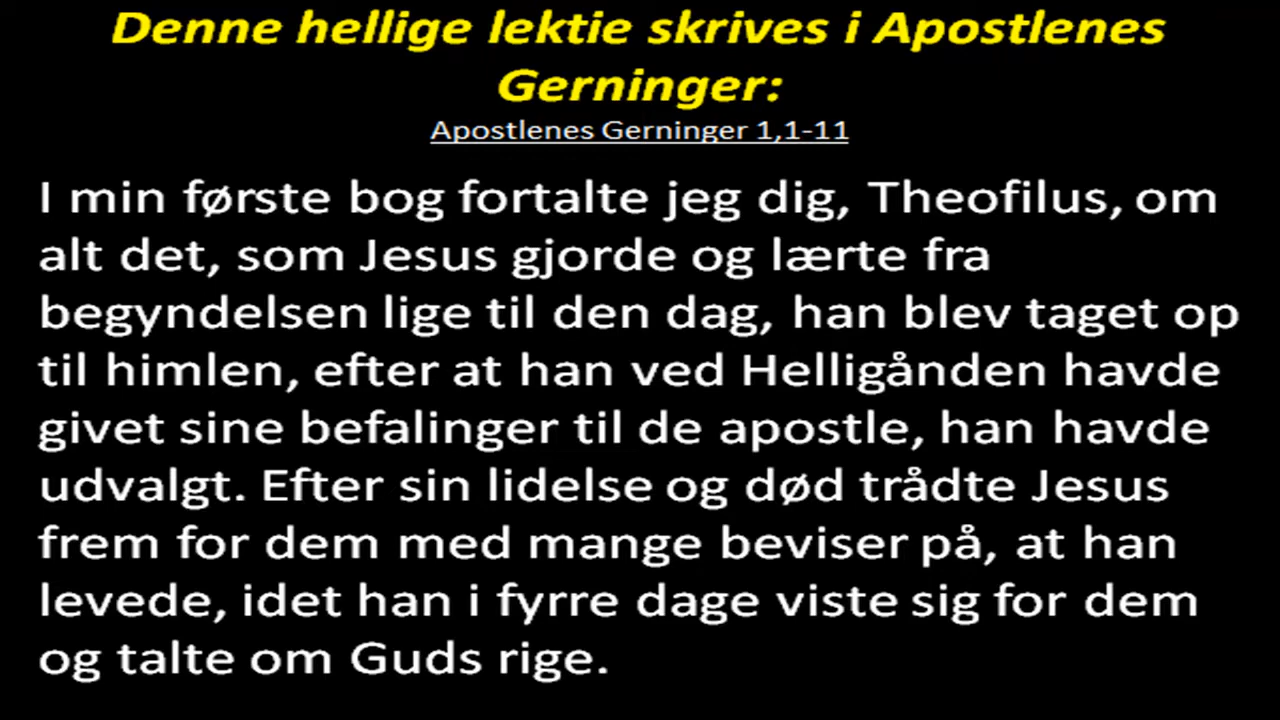 Denne hellige lektie skrives i Apostlenes
Gerninger:
Apostlenes Gerninger 1,1-11
I min første bog fortalte jeg dig, Theofilus, om
alt det, som Jesus gjorde og lærte fra
begyndelsen lige til den dag, han blev taget op
til himlen, efter at han ved Helligånden havde
givet sine befalinger til de apostle, han havde
udvalgt. Efter sin lidelse og død trådte Jesus
frem for dem med mange beviser på, at han
levede, idet han i fyrre dage viste sig for dem
og talte om Guds rige.